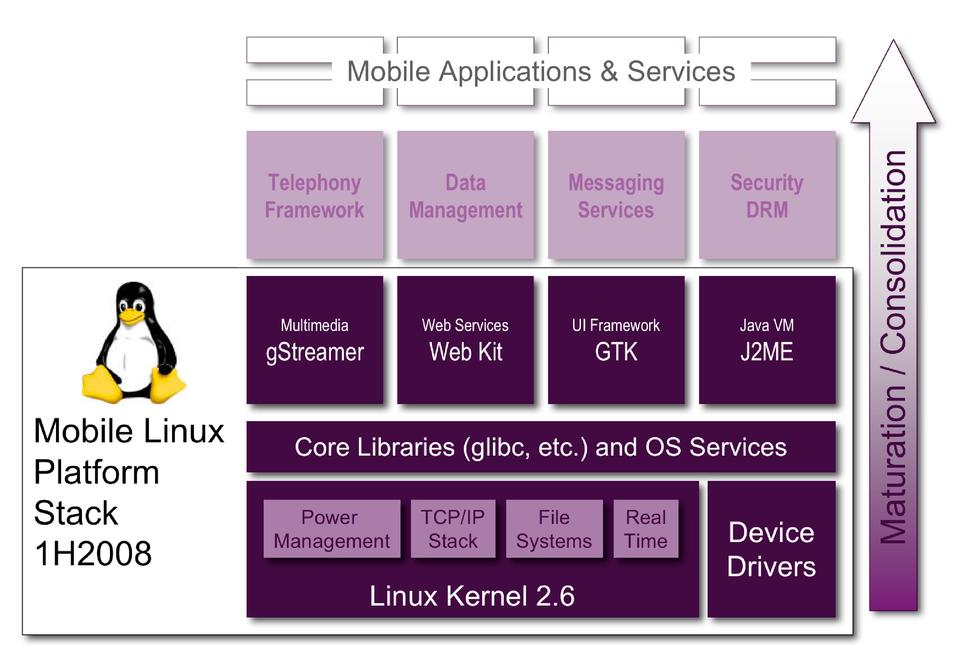 Mobile Applications & Services
Telephony
Framework
Data
Management
Messaging
Services
Security
DRM
Multimedia
gStreamer
Web Services
Web Kit
UI Framework
GTK
Java VM
J2ME
Mobile Linux
Platform
Stack
1H2008
Core Libraries (glibc, etc.) and OS Services
Power
Management
TCP/IP
Stack
File
Systems
Real
Time
Linux Kernel 2.6
Device
Drivers
Maturation / Consolidation